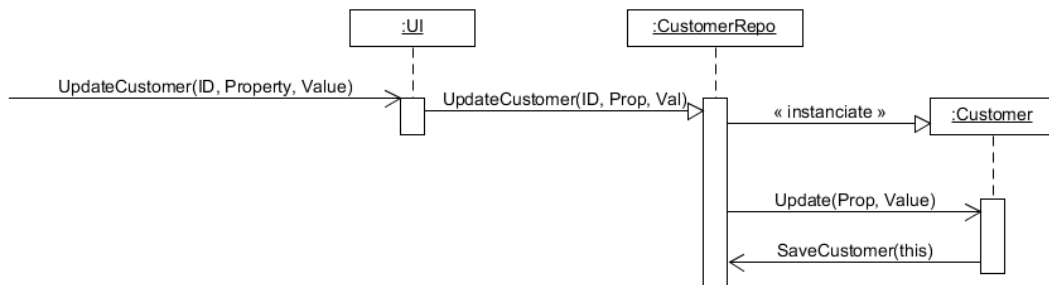 :UI
:CustomerRepo
UpdateCustomer(ID, Property, Value)
UpdateCustomer(ID, Prop, Val)
« instanciate »
:Customer
Update(Prop, Value)
SaveCustomer(this)